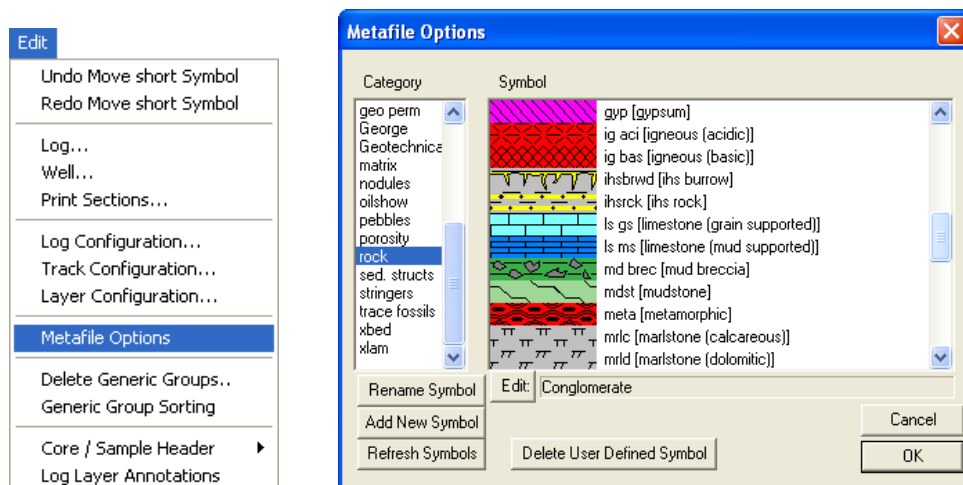 Edit
Undo Move short Symbol
Redo Move short Symbol
Log...
Well...
Print Sections...
Log Configuration...
Track Configuration...
Layer Configuration...
Metafile Options
Delete Generic Groups..
Generic Group Sorting
Core / Sample Header
Log Layer Annotations
Metafile Options
Category
Symbol
geo perm
George
Geotechnica
matrix
nodules
oilshow
pebbles
porosity
rock
sed. structs
stringers
trace fossils
xbed
xlam
gyp [gypsum]
ig aci [igneous (acidic)]
ig bas [igneous (basic)]
ihsbrwd [ihs burrow]
ihsrck [ihs rock]
ls gs [limestone (grain supported)]
ls ms [limestone (mud supported)]
md brec [mud breccia]
mdst [mudstone]
meta [metamorphic]
mrlc [marlstone (calcareous)]
mrld [marlstone (dolomitic)]
Rename Symbol
Edit: Conglomerate
Add New Symbol
Cancel
Refresh Symbols
Delete User Defined Symbol
OK